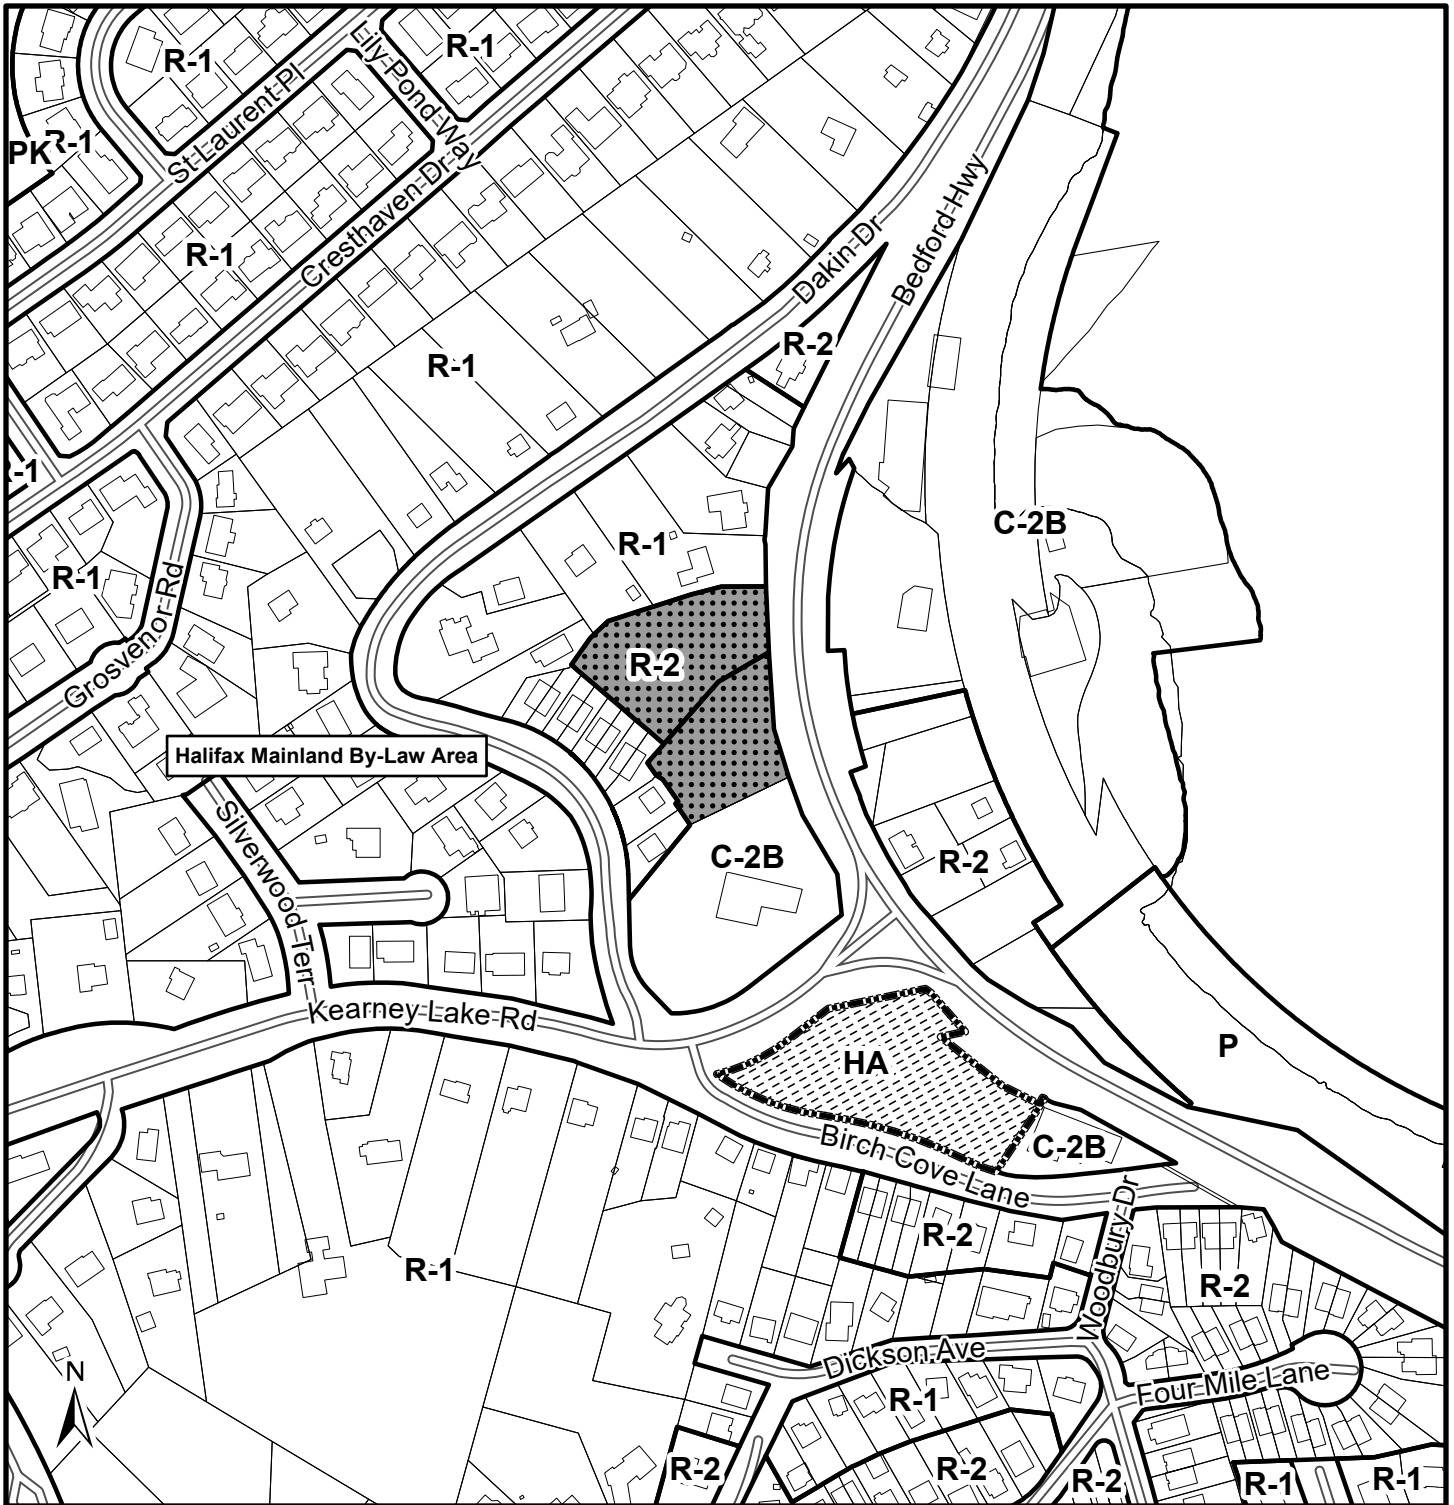 R-1
R-1
Lily Pond Way
St Laurent Pl
R-1
PK
R-1
Cresthaven Dr
Bedford Hwy
Dakin Dr
R-2
R-1
R-1
C-2B
R-1
R-1
Grosvenor Rd
R-2
Halifax Mainland By-Law Area
Silverwood Terr
C-2B
R-2
Kearney Lake Rd
HA
P
Birch Cove Lane
C-2B
R-2
Woodbury Dr
R-1
R-2
Dickson Ave
Four Mile Lane
N
R-1
R-2
R-2
R-2
R-1
R-1